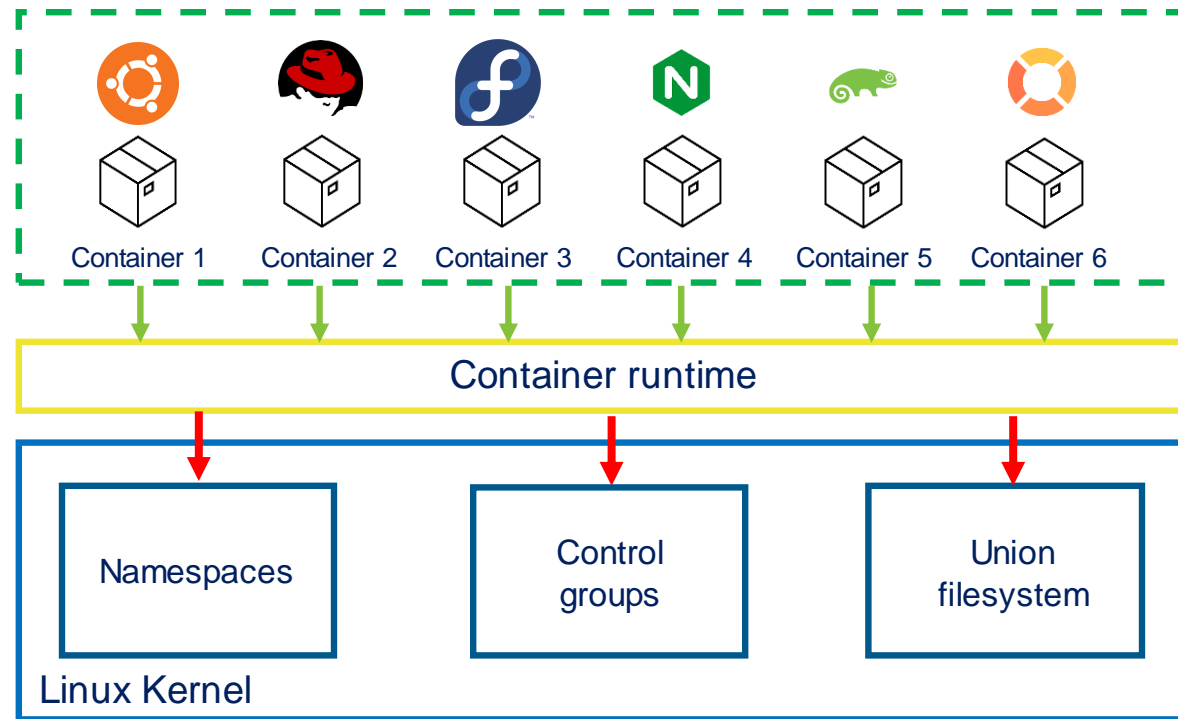 N
Container 1
Container 2
Container 3
Container 4
Container 5
Container 6
Container runtime
Namespaces
Control
groups
Union
filesystem
Linux Kernel